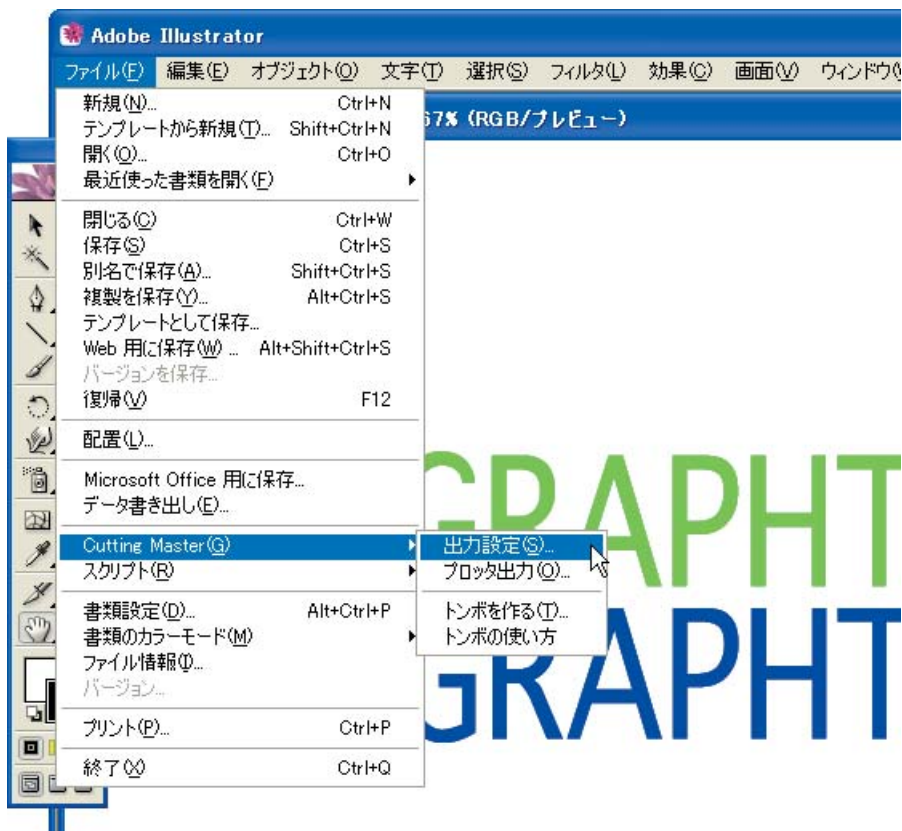 Adobe Illustrator
ファイル(F) 編集(E) オブジェクト(O) 文字(T) 選択(S) フィルタ(L) 効果(C) 画面(V) ウィンドウ(
67% (RGB/プレビュー)
新規(N)... Ctrl+N
テンプレートから新規(T)... Shift+Ctrl+N
開く(O)... Ctrl+O
最近使った書類を開く(F)
閉じる(C) Ctrl+W
保存(S) Ctrl+S
別名で保存(A)... Shift+Ctrl+S
複製を保存(Y)... Alt+Ctrl+S
テンプレートとして保存...
Web 用に保存(W) ... Alt+Shift+Ctrl+S
バージョンを保存...
復帰(V) F12
配置(L)...
Microsoft Office 用に保存...
データ書き出し(E)...
Cutting Master(G)
スクリプト(R)
書類設定(D)... Alt+Ctrl+P
書類のカラーモード(M)
ファイル情報(I)...
バージョン...
プリント(P)... Ctrl+P
終了(X) Ctrl+Q
出力設定(S)...
プロッタ出力(O)...
トンボを作る(T)...
トンボの使い方
GRAPHT
GRAPHT